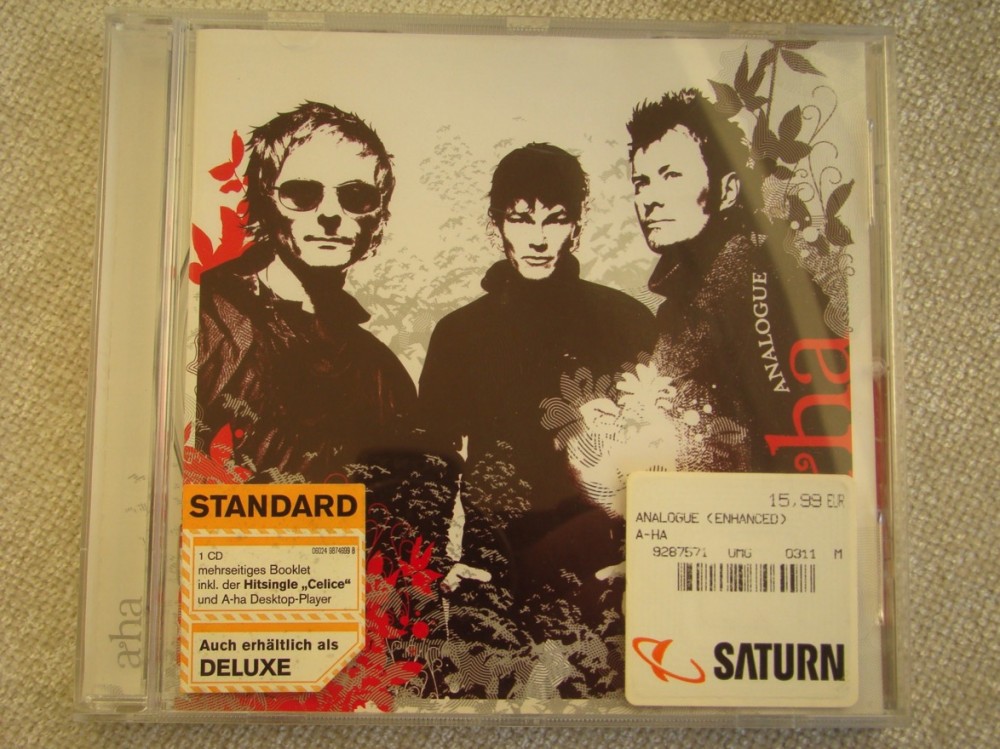 aha
ANALOGUE
ha
STANDARD
1 CD
mehrseitiges Booklet
inkl. der Hitsingle „Celice“
und A-ha Desktop-Player
Auch erhältlich als
DELUXE
15,99 EUR
ANALOGUE (ENHANCED)
A-HA
9287571 UMG 0311 M
SATURN